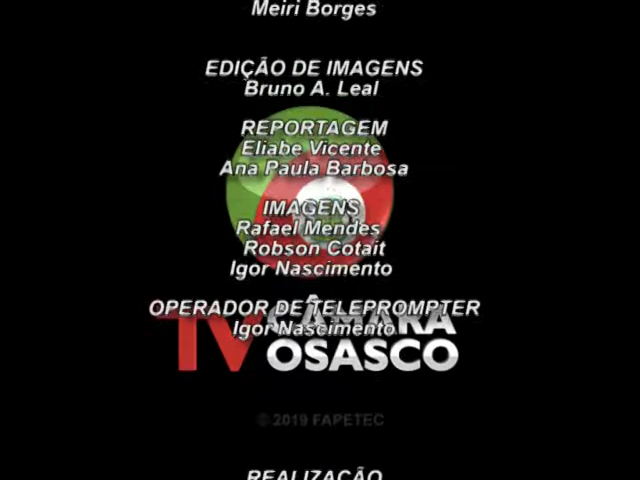 Meiri Borges
EDIÇÃO DE IMAGENS
Bruno A. Leal
REPORTAGEM
Eliabe Vicente
Ana Paula Barbosa
IMAGENS
Rafael Mendes
Robson Cotait
Igor Nascimento
OPERADOR DE TELEPROMPTER
Igor Nascimento
TV CÂMARA
OSASCO
© 2019 FAPETEC
REALIZAÇÃO